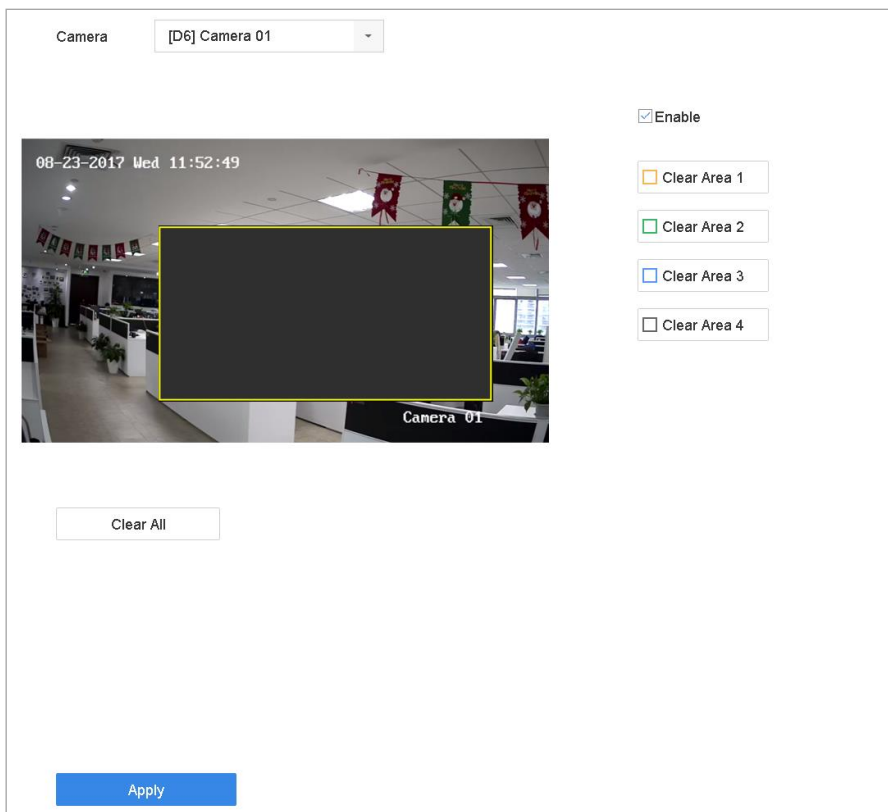 Camera
[D6] Camera 01
Enable
08-23-2017 Wed 11:52:49
Clear Area 1
Clear Area 2
Clear Area 3
Clear Area 4
Camera 01
Clear All
Apply